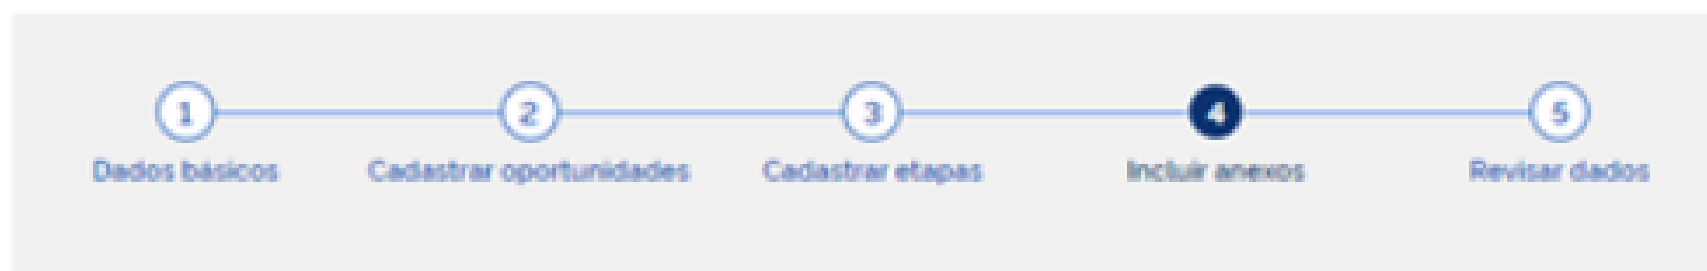 1 2 3 4 5
Dados básicos Cadastrar oportunidades Cadastrar etapas Incluir anexos Revisar dados